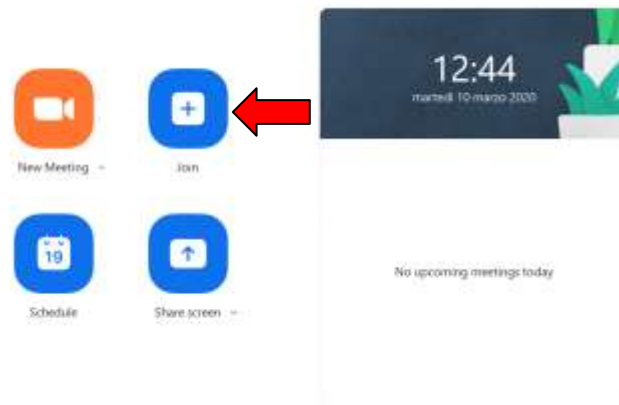 12:44
martedì 10 marzo 2020
New Meeting
Join
19
Schedule
Share screen
No upcoming meetings today